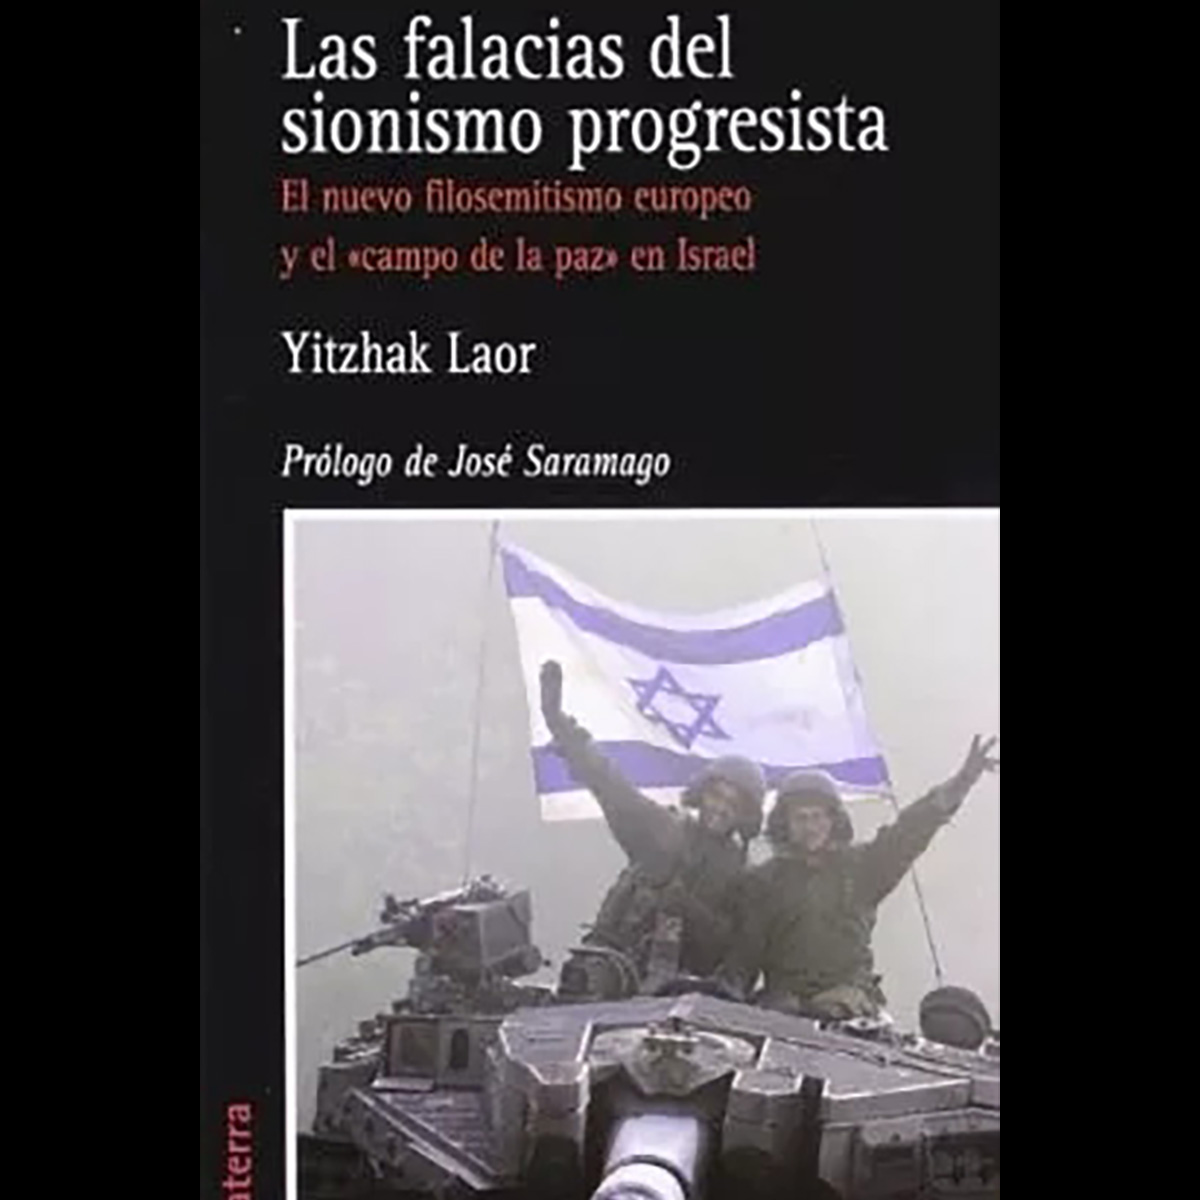 Las falacias del
sionismo progresista
El nuevo filosemitismo europeo
y el «campo de la paz» en Israel
Yitzhak Laor
Prólogo de José Saramago
aterra